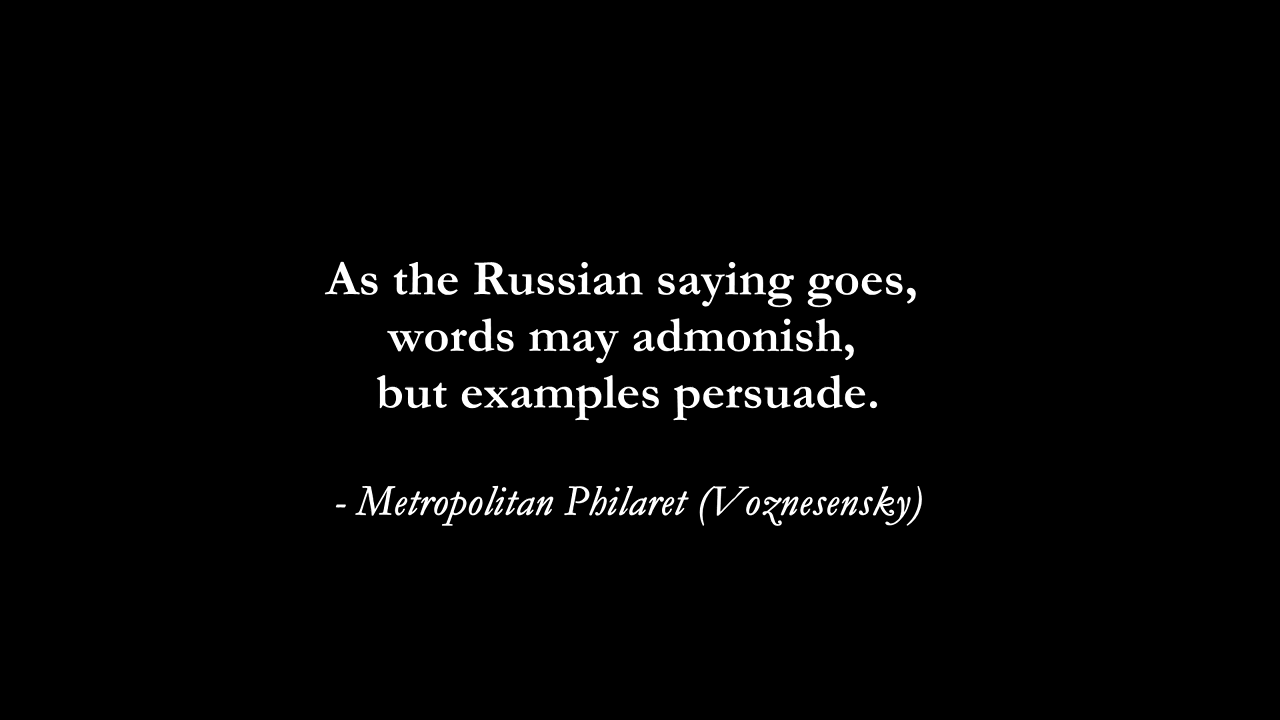 As the Russian saying goes,
words may admonish,
but examples persuade.
- Metropolitan Philaret (Voznesensky)